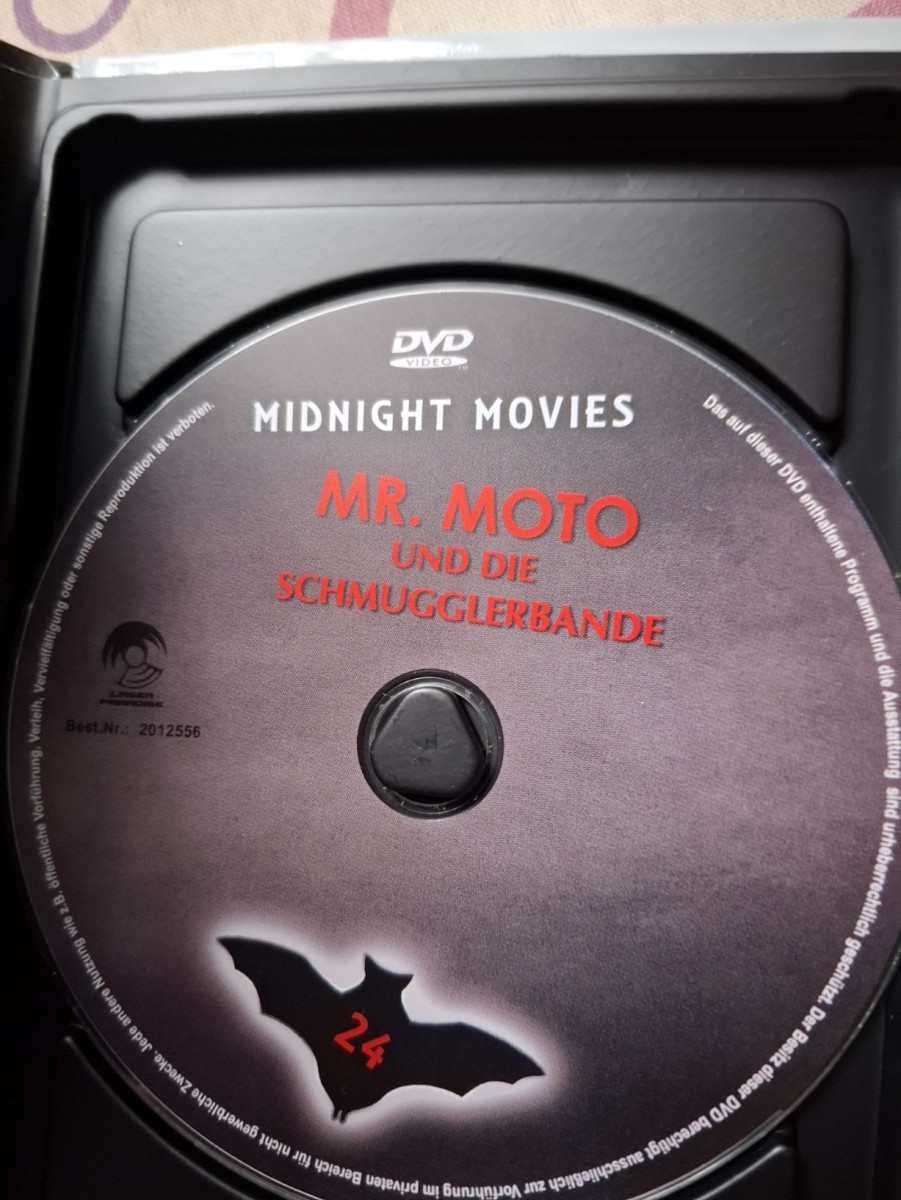 DVD
VIDEO
MIDNIGHT MOVIES
MR. MOTO
UND DIE
SCHMUGGLERBANDE
LASER
PARADISE
Best.Nr.: 2012556
24
Das auf dieser DVD enthaltene Programm und die Ausstattung sind urheberrechtlich geschützt. Der Besitz dieser DVD berechtigt ausschließlich zur Vorführung im privaten Bereich für nicht gewerbliche Zwecke. Jede andere Nutzung wie z.B. öffentliche Vorführung, Verleih, Vervielfältigung oder sonstige Reproduktion ist verboten.